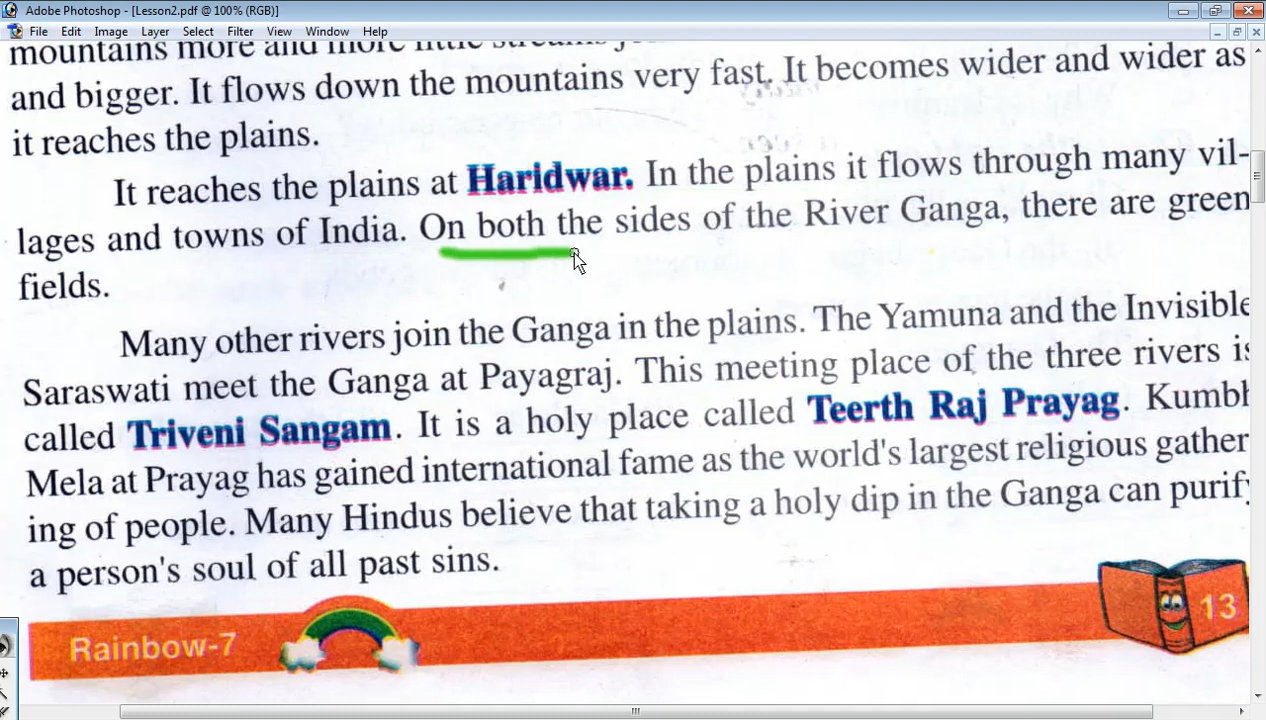 Adobe Photoshop - [Lesson2.pdf @ 100% (RGB)]
File Edit Image Layer Select Filter View Window Help
mountains more and more little streams
and bigger. It flows down the mountains very fast. It becomes wider and wider as
it reaches the plains.
It reaches the plains at Haridwar. In the plains it flows through many vil-
lages and towns of India. On both the sides of the River Ganga, there are green
fields.
Many other rivers join the Ganga in the plains. The Yamuna and the Invisible
Saraswati meet the Ganga at Payagraj. This meeting place of the three rivers is
called Triveni Sangam. It is a holy place called Teerth Raj Prayag. Kumbh
Mela at Prayag has gained international fame as the world's largest religious gather
ing of people. Many Hindus believe that taking a holy dip in the Ganga can purify
a person's soul of all past sins.
Rainbow-7
13